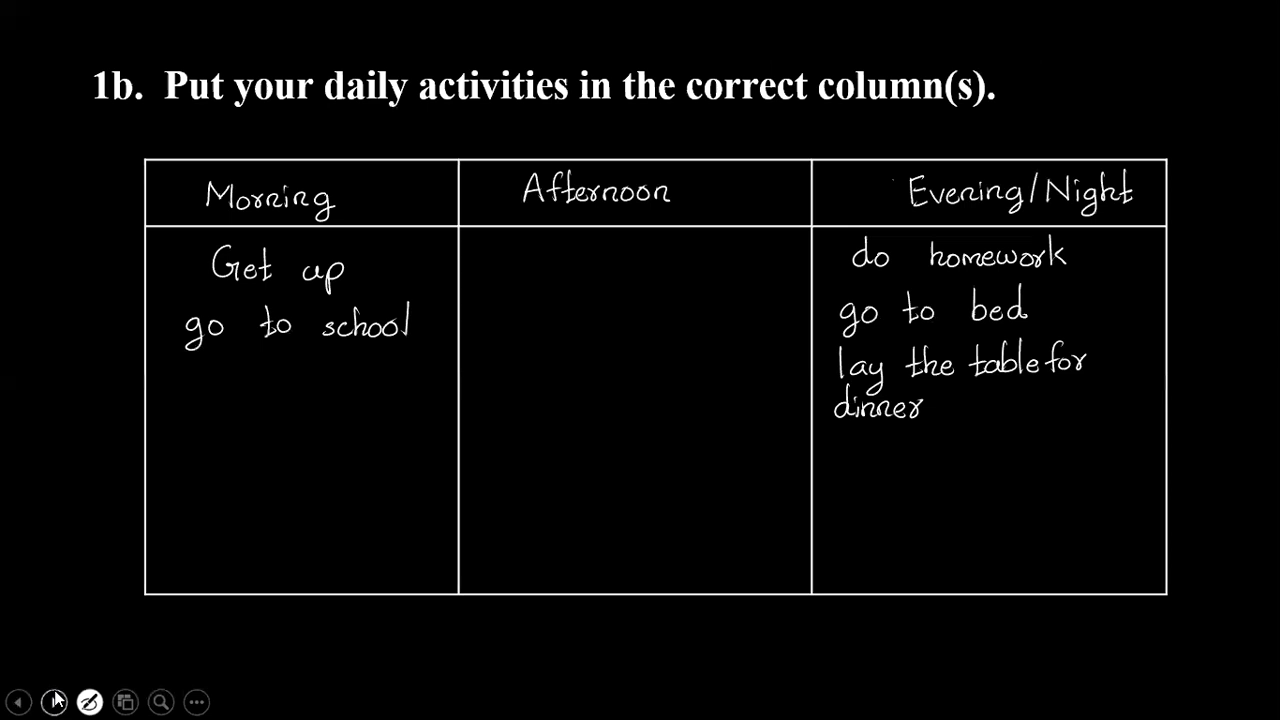 1b. Put your daily activities in the correct column(s).
Morning
Afternoon
Evening/Night
Get up
go to school
do homework
go to bed
lay the table for
dinner